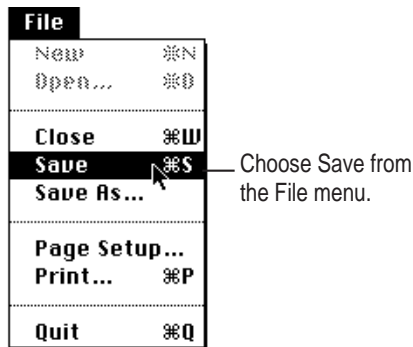 File
New ⌘N
Open... ⌘O
Close ⌘W
Save ⌘S
Save As...
Page Setup...
Print... ⌘P
Quit ⌘Q
Choose Save from
the File menu.